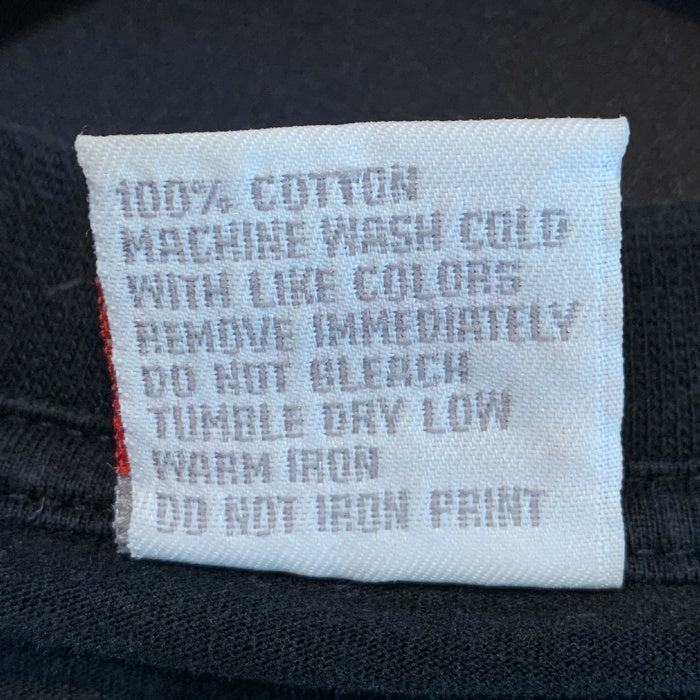 100% COTTON
MACHINE WASH COLD
WITH LIKE COLORS
REMOVE IMMEDIATELY
DO NOT BLEACH
TUMBLE DRY LOW
WARM IRON
DO NOT IRON PRINT